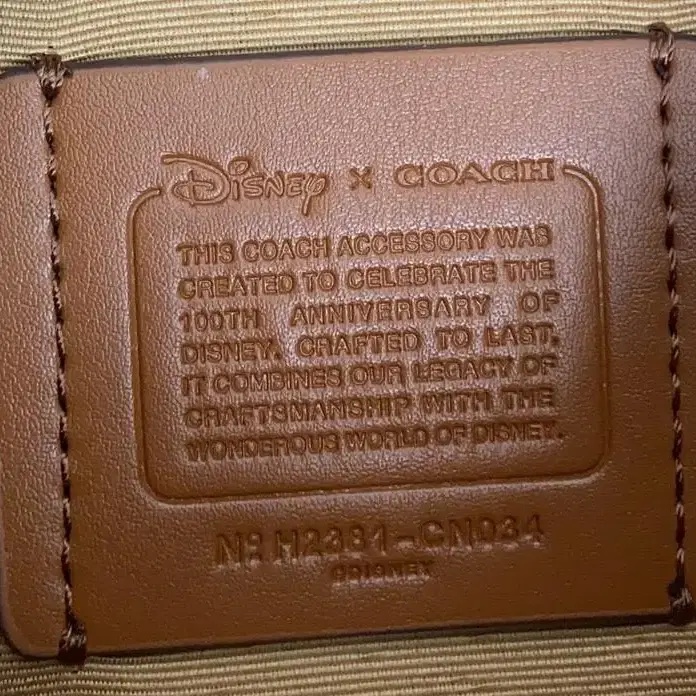 Disney x COACH
THIS COACH ACCESSORY WAS
CREATED TO CELEBRATE THE
100TH ANNIVERSARY OF
DISNEY. CRAFTED TO LAST,
IT COMBINES OUR LEGACY OF
CRAFTSMANSHIP WITH THE
WONDEROUS WORLD OF DISNEY.
Nº H2381-CN034
©DISNEY